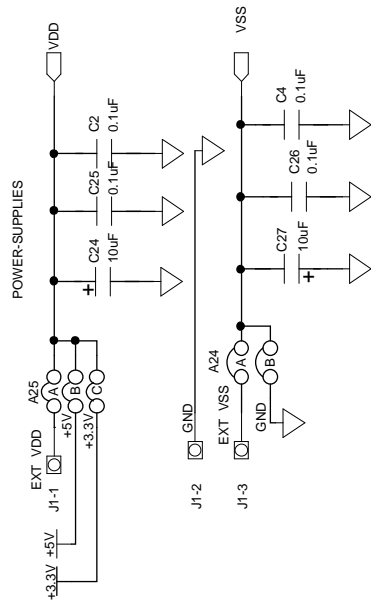 POWER-SUPPLIES
VDD
C2
0.1uF
C25
0.1uF
C24
10uF
+
A25
A
+5V
B
+3.3V
C
EXT VDD
J1-1
+5V
+3.3V
GND
J1-2
VSS
C4
0.1uF
C26
0.1uF
C27
10uF
+
A24
A
B
EXT VSS
J1-3
GND